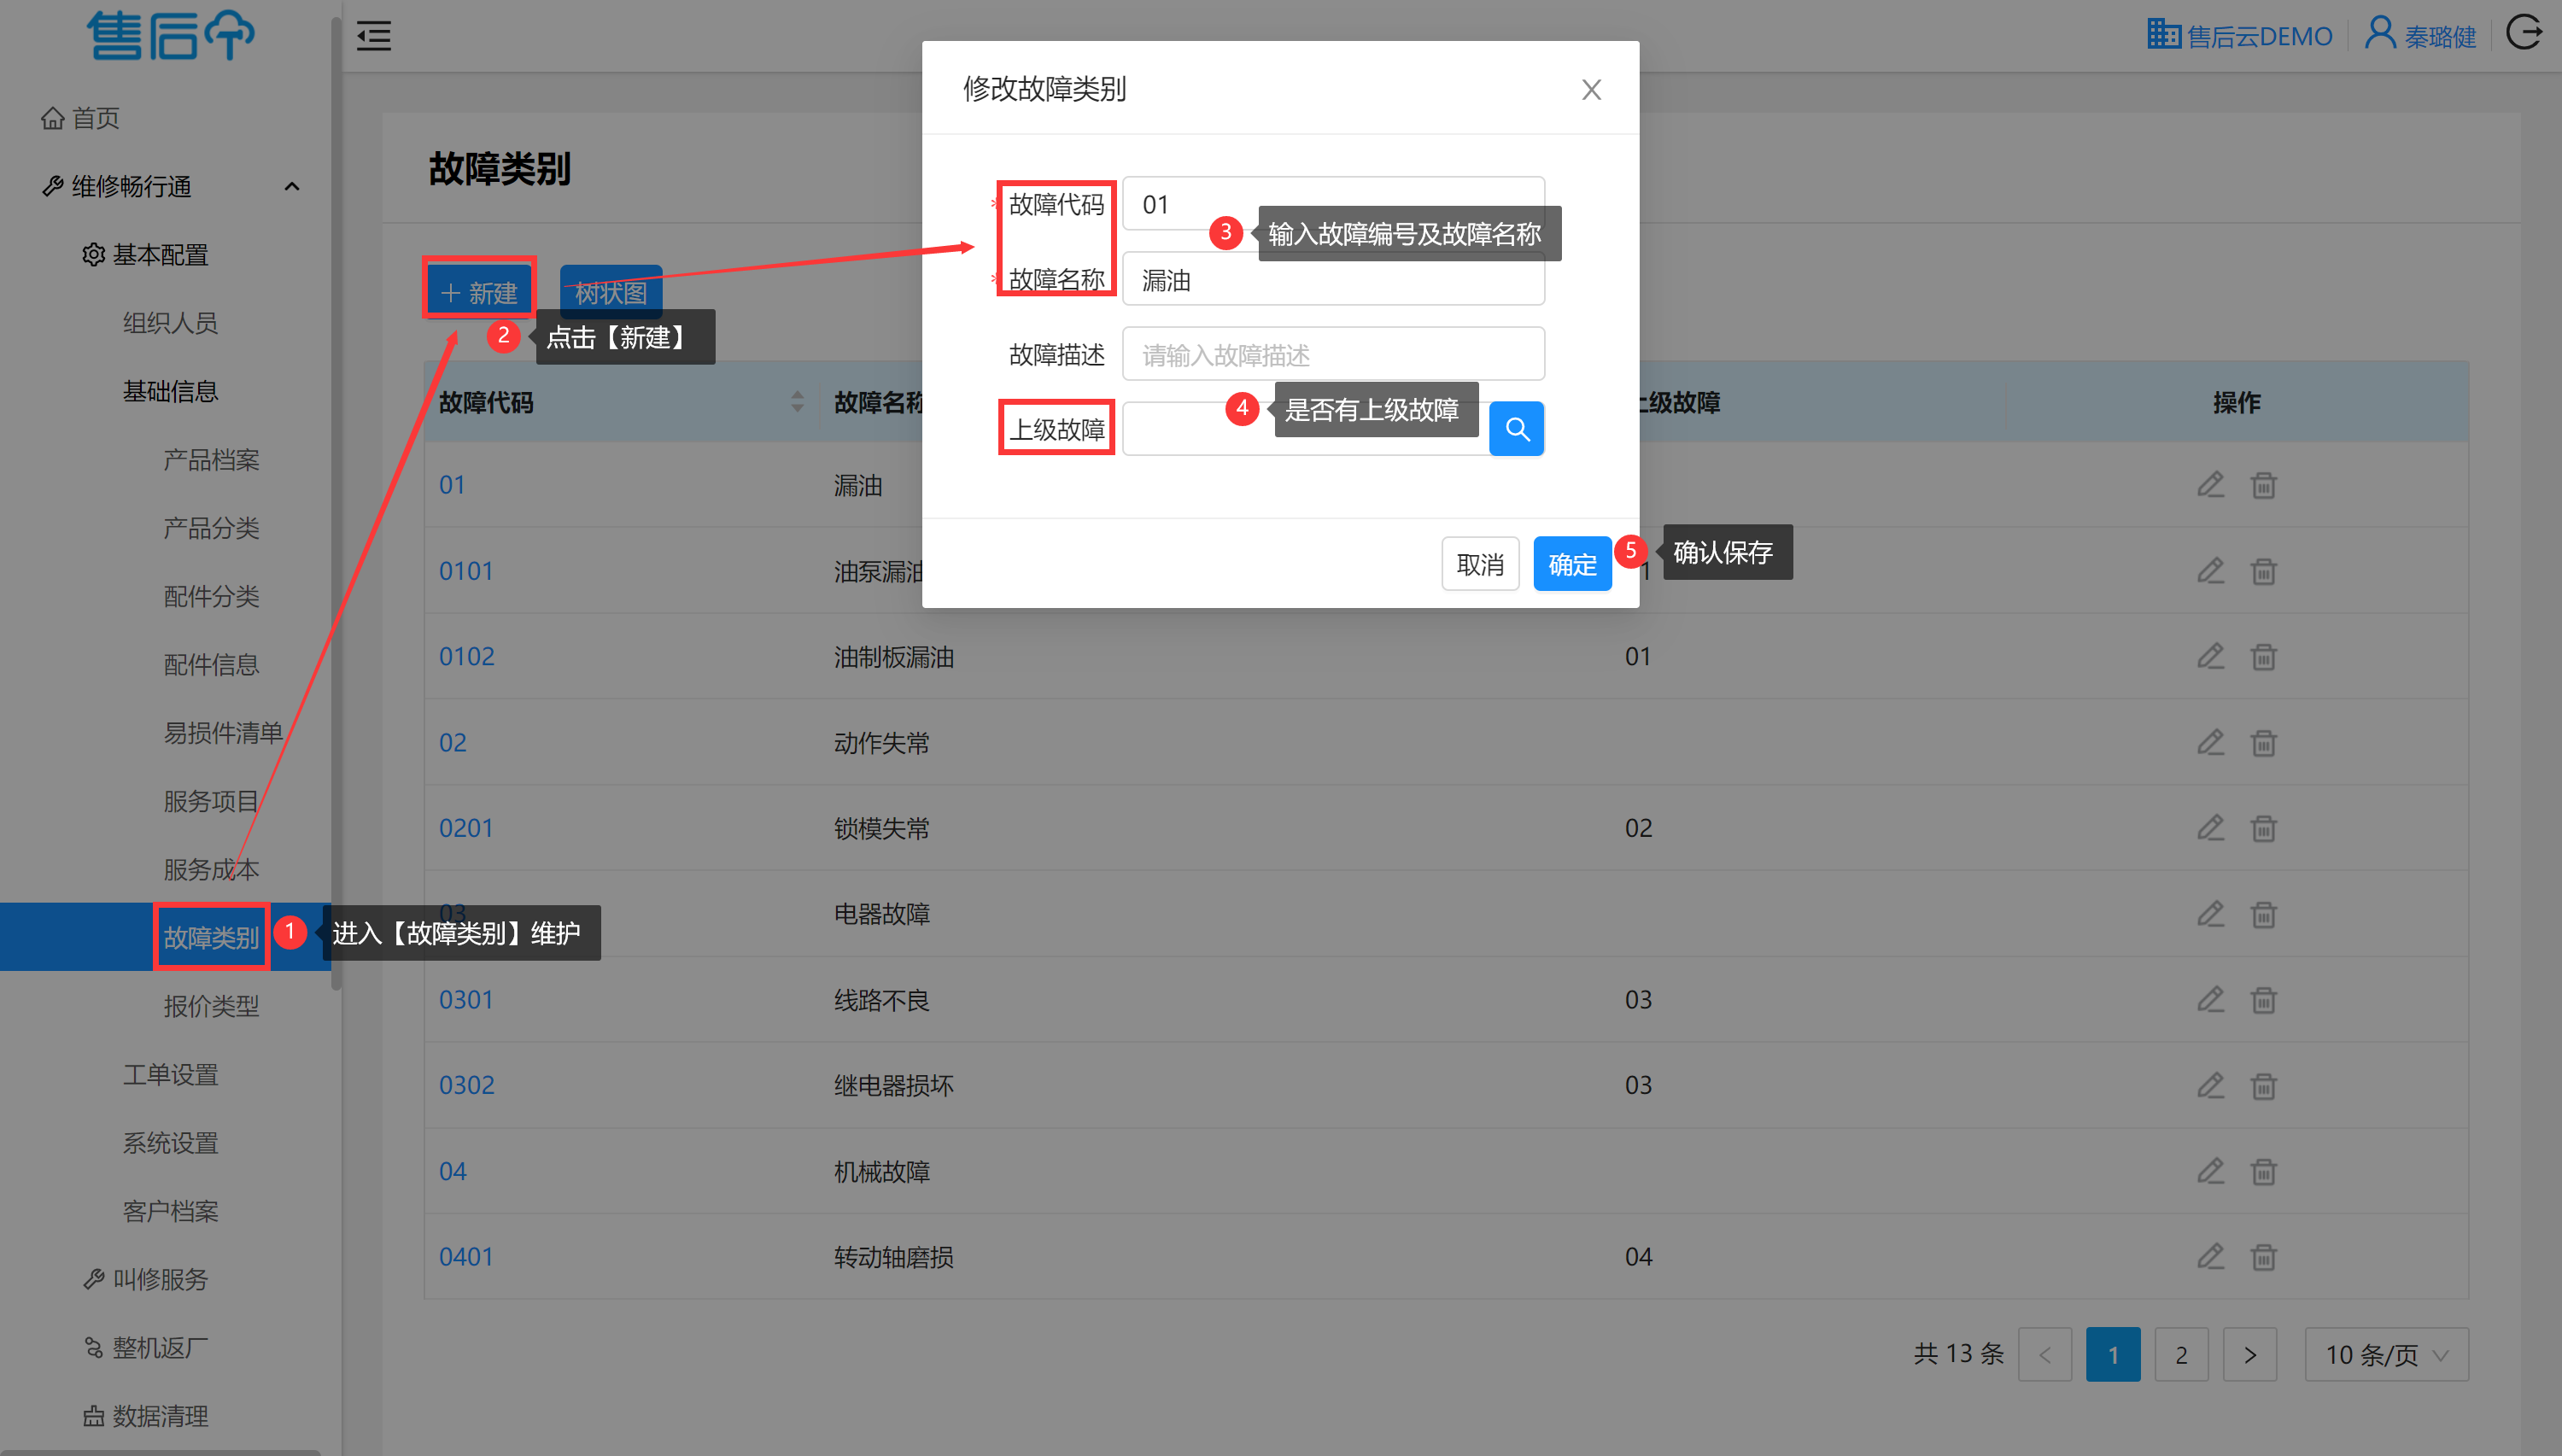 售后云
售后云DEMO
秦璐健
首页
维修畅行通
基本配置
组织人员
基础信息
产品档案
产品分类
配件分类
配件信息
易损件清单
服务项目
服务成本
故障类别
1 进入【故障类别】维护
报价类型
工单设置
系统设置
客户档案
叫修服务
整机返厂
数据清理
故障类别
+ 新建
树状图
2 点击【新建】
故障代码 故障名称 上级故障 操作
01 漏油
0101 油泵漏油
0102 油制板漏油 01
02 动作失常
0201 锁模失常 02
03 电器故障
0301 线路不良 03
0302 继电器损坏 03
04 机械故障
0401 转动轴磨损 04
共 13 条 < 1 2 > 10 条/页
修改故障类别 X
* 故障代码 01
3 输入故障编号及故障名称
* 故障名称 漏油
故障描述 请输入故障描述
4 是否有上级故障
上级故障
取消 确定
5 确认保存